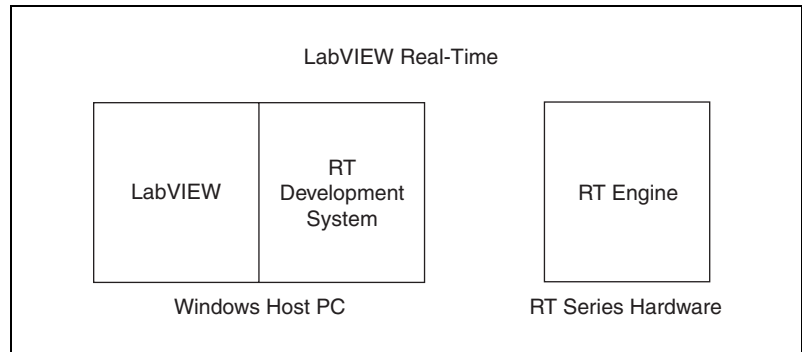 LabVIEW Real-Time
LabVIEW
RT
Development
System
RT Engine
Windows Host PC
RT Series Hardware